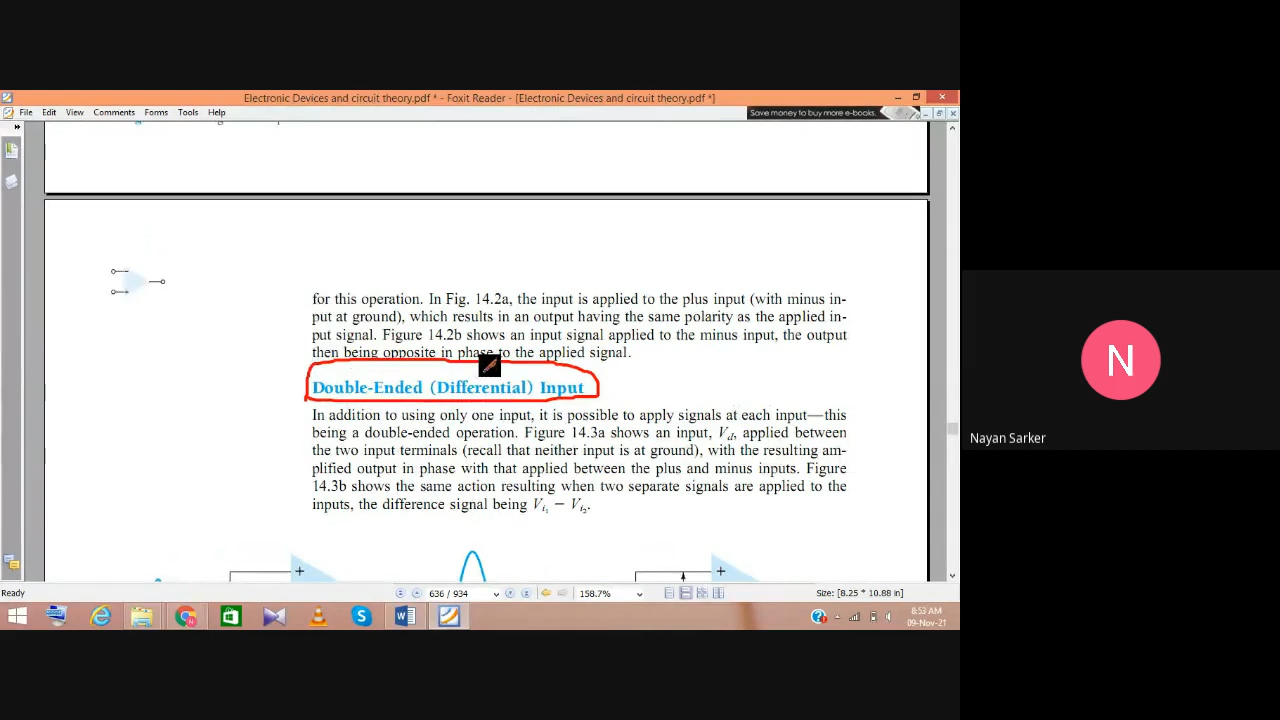 Electronic Devices and circuit theory.pdf * - Foxit Reader - [Electronic Devices and circuit theory.pdf *]
File Edit View Comments Forms Tools Help
Save money to buy more e-books.
for this operation. In Fig. 14.2a, the input is applied to the plus input (with minus in-
put at ground), which results in an output having the same polarity as the applied in-
put signal. Figure 14.2b shows an input signal applied to the minus input, the output
then being opposite in phase to the applied signal.
Double-Ended (Differential) Input
In addition to using only one input, it is possible to apply signals at each input—this
being a double-ended operation. Figure 14.3a shows an input, Vd, applied between
the two input terminals (recall that neither input is at ground), with the resulting am-
plified output in phase with that applied between the plus and minus inputs. Figure
14.3b shows the same action resulting when two separate signals are applied to the
inputs, the difference signal being Vi1 − Vi2.
+ +
Ready
636 / 934
158.7%
Size: [8.25 * 10.88 in]
8:53 AM
09-Nov-21
N
Nayan Sarker